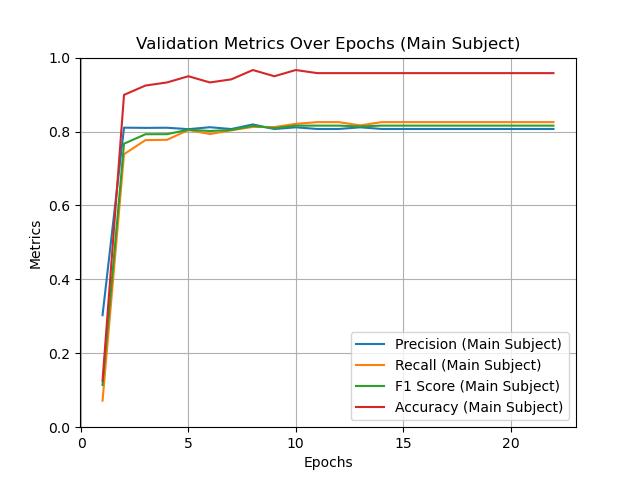 Validation Metrics Over Epochs (Main Subject)
1.0
0.8
0.6
0.4
0.2
0.0
Metrics
0
5
10
15
20
Epochs
Precision (Main Subject)
Recall (Main Subject)
F1 Score (Main Subject)
Accuracy (Main Subject)